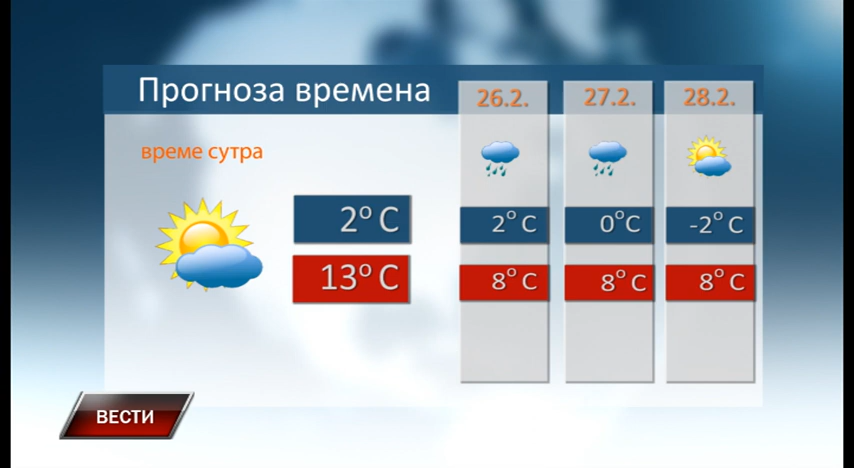 Прогноза времена
време сутра
2° C
13° C
26.2.
2° C
8° C
27.2.
0°C
8° C
28.2.
-2° C
8° C
ВЕСТИ